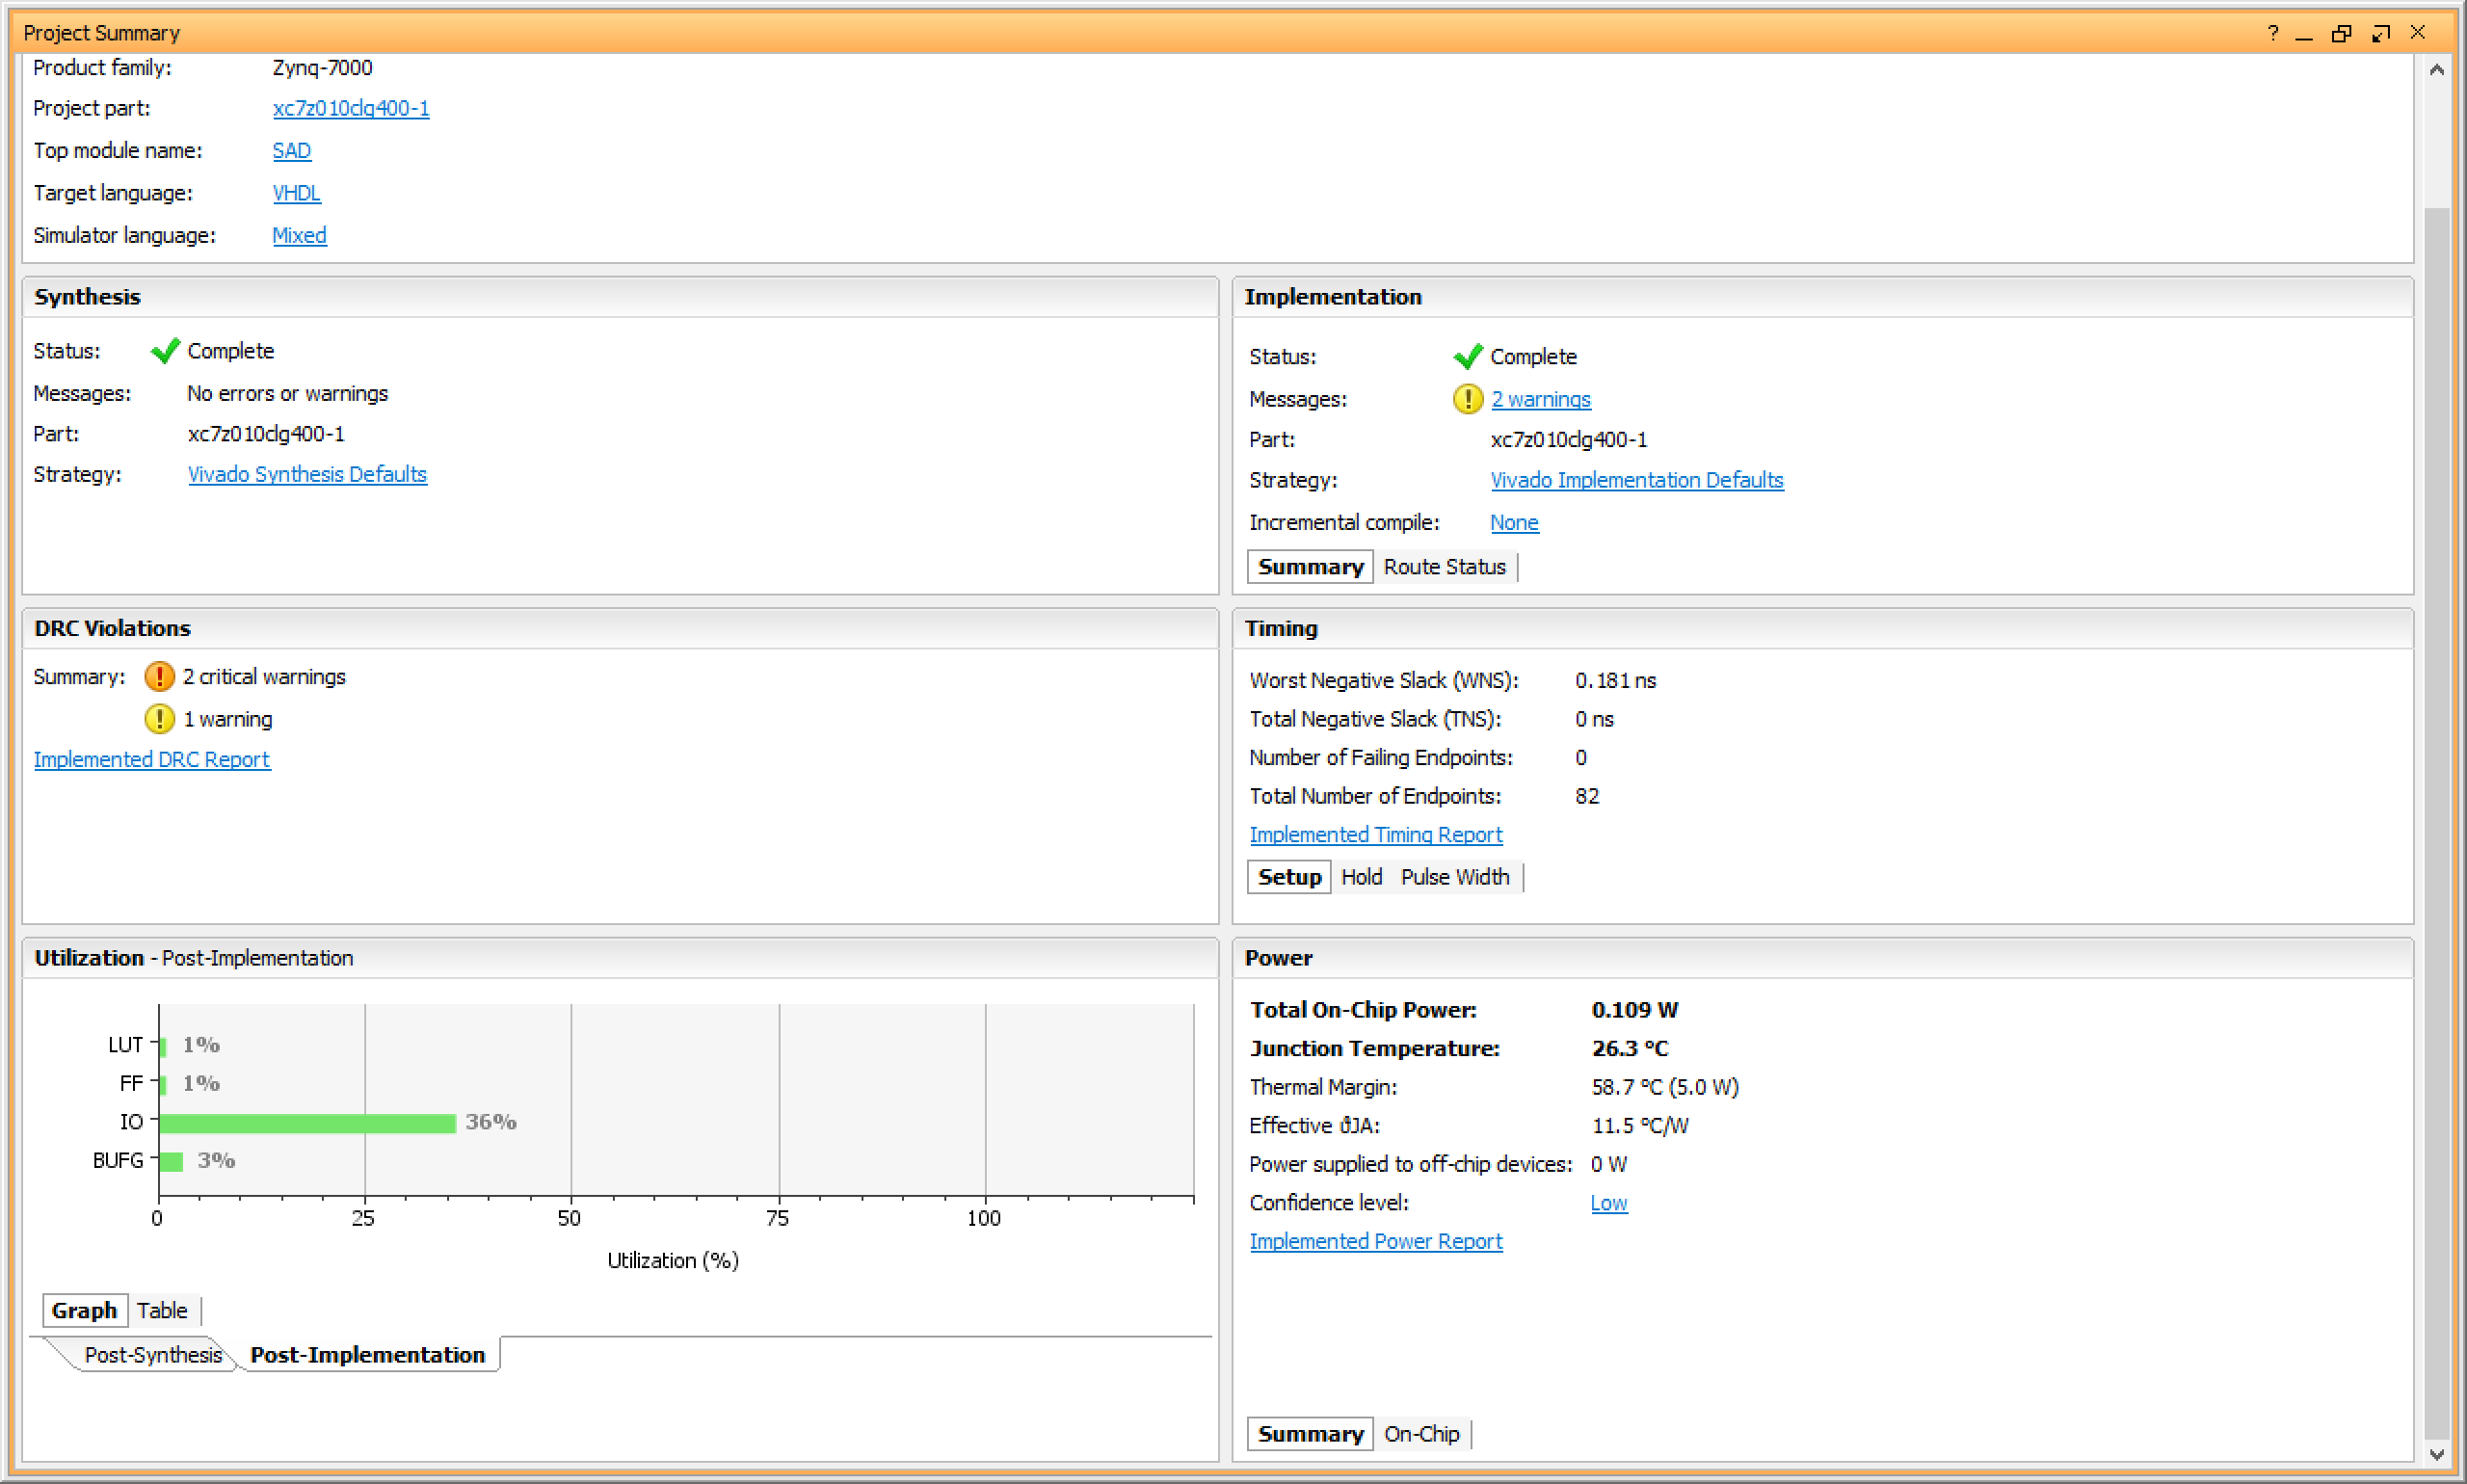 Project Summary
Product family: Zynq-7000
Project part: xc7z010clg400-1
Top module name: SAD
Target language: VHDL
Simulator language: Mixed
Synthesis
Status: Complete
Messages: No errors or warnings
Part: xc7z010clg400-1
Strategy: Vivado Synthesis Defaults
Implementation
Status: Complete
Messages: 2 warnings
Part: xc7z010clg400-1
Strategy: Vivado Implementation Defaults
Incremental compile: None
Summary Route Status
DRC Violations
Summary: 2 critical warnings
1 warning
Implemented DRC Report
Timing
Worst Negative Slack (WNS): 0.181 ns
Total Negative Slack (TNS): 0 ns
Number of Failing Endpoints: 0
Total Number of Endpoints: 82
Implemented Timing Report
Setup Hold Pulse Width
Utilization - Post-Implementation
LUT 1%
FF 1%
IO 36%
BUFG 3%
0 25 50 75 100
Utilization (%)
Graph Table
Post-Synthesis Post-Implementation
Power
Total On-Chip Power: 0.109 W
Junction Temperature: 26.3 °C
Thermal Margin: 58.7 °C (5.0 W)
Effective ϑJA: 11.5 °C/W
Power supplied to off-chip devices: 0 W
Confidence level: Low
Implemented Power Report
Summary On-Chip